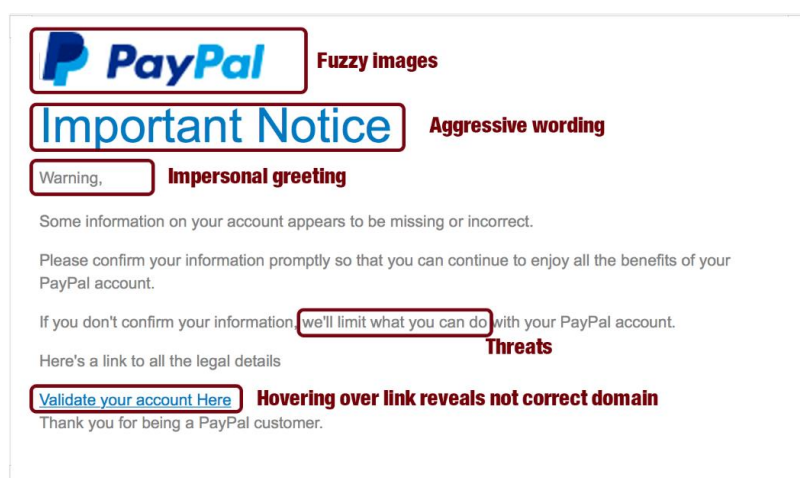 PayPal Fuzzy images
Important Notice Aggressive wording
Warning, Impersonal greeting
Some information on your account appears to be missing or incorrect.
Please confirm your information promptly so that you can continue to enjoy all the benefits of your
PayPal account.
If you don't confirm your information, we'll limit what you can do with your PayPal account.
Threats
Here's a link to all the legal details
Validate your account Here Hovering over link reveals not correct domain
Thank you for being a PayPal customer.